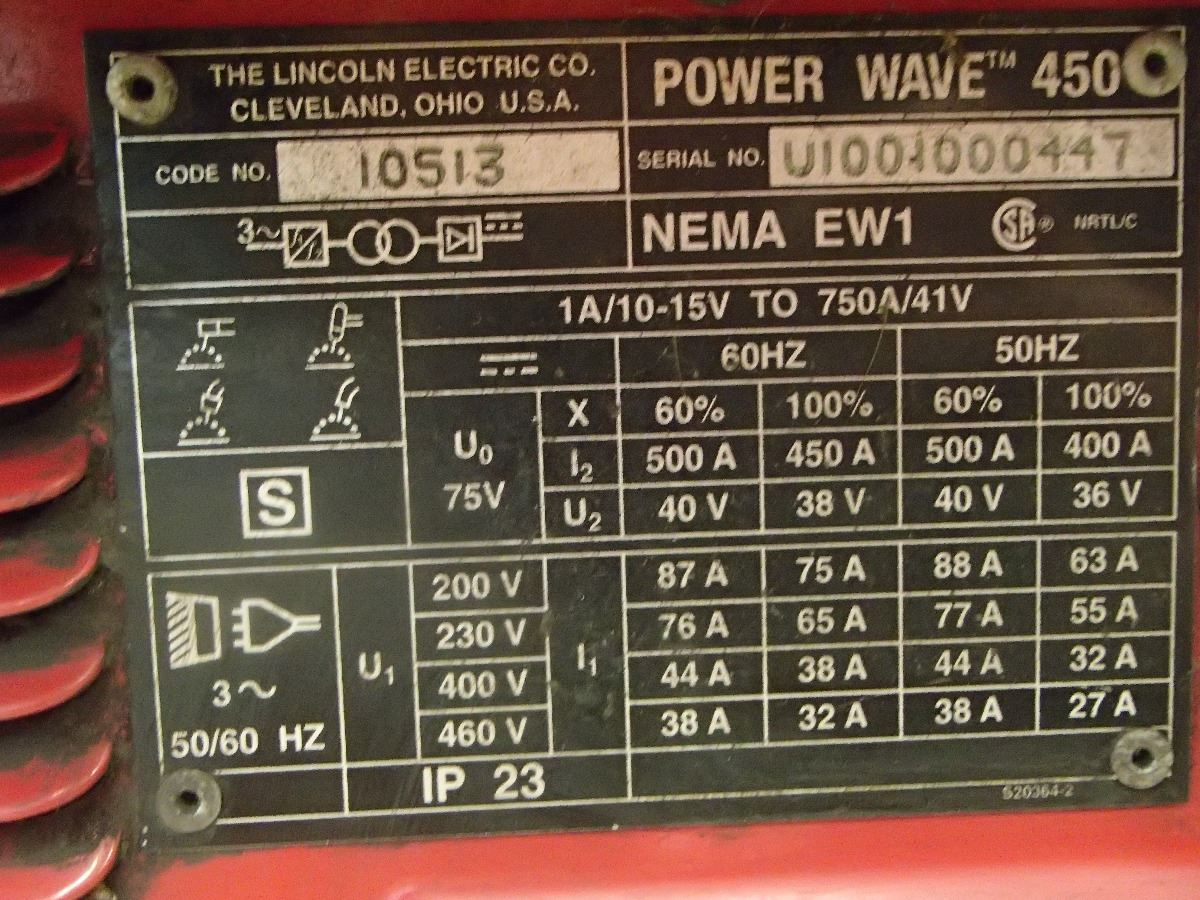 THE LINCOLN ELECTRIC CO.
CLEVELAND, OHIO U.S.A.
POWER WAVE™ 450
CODE NO. 10513
SERIAL NO. U1001000447
3~
NEMA EW1 SA® NRTL/C
1A/10-15V TO 750A/41V
60HZ 50HZ
X 60% 100% 60% 100%
U₀ I₂ 500 A 450 A 500 A 400 A
75V U₂ 40 V 38 V 40 V 36 V
S
200 V 87 A 75 A 88 A 63 A
230 V 76 A 65 A 77 A 55 A
U₁ I₁
400 V 44 A 38 A 44 A 32 A
460 V 38 A 32 A 38 A 27 A
3~
50/60 HZ
IP 23
S20364-2